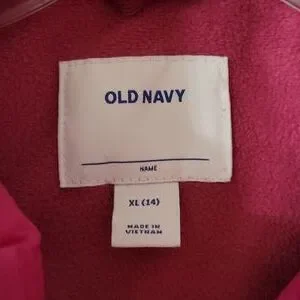 OLD NAVY
NAME
XL (14)
MADE IN
VIETNAM